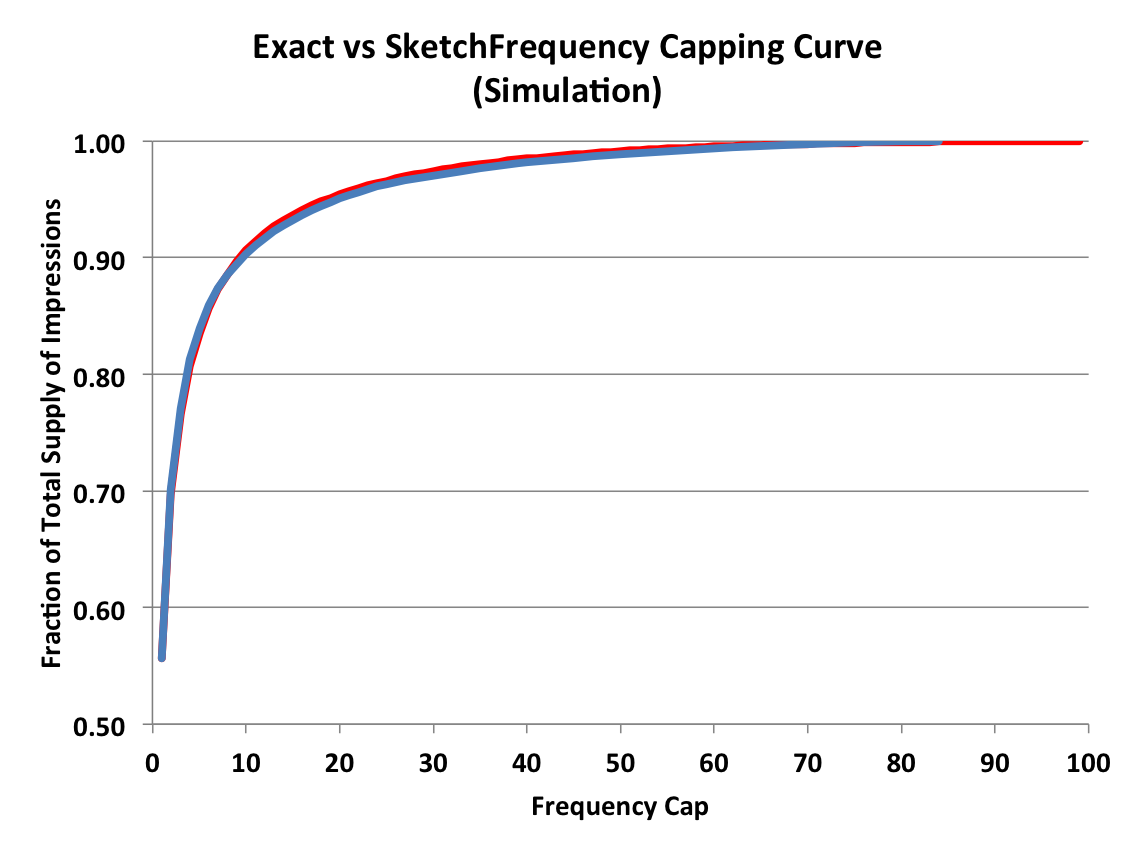 Exact vs SketchFrequency Capping Curve
(Simulation)
1.00
0.90
0.80
0.70
0.60
0.50
Fraction of Total Supply of Impressions
0 10 20 30 40 50 60 70 80 90 100
Frequency Cap